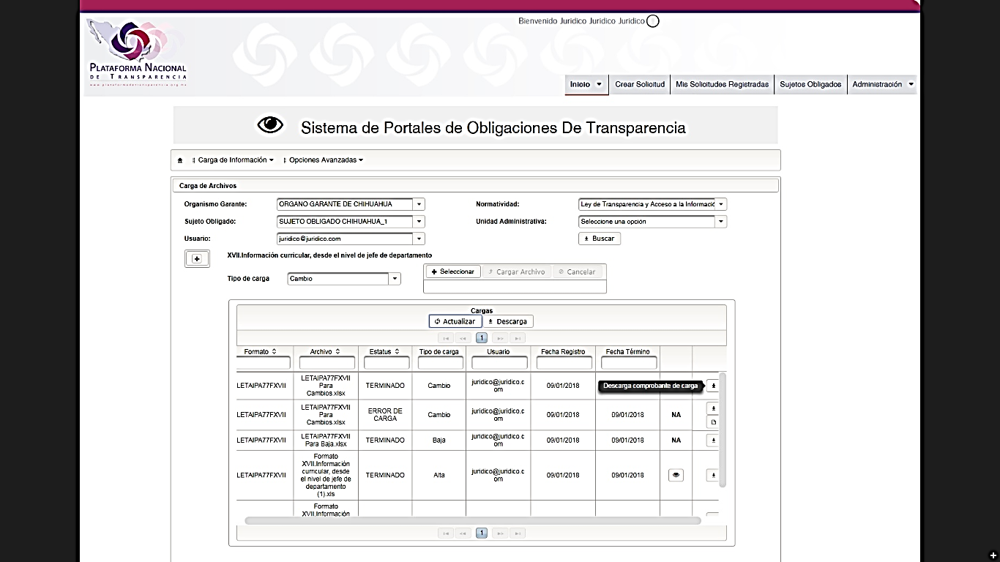 Bienvenido Juridico Juridico Juridico
PLATAFORMA NACIONAL
DE TRANSPARENCIA
www.plataformadetransparencia.org.mx
Inicio
Crear Solicitud
Mis Solicitudes Registradas
Sujetos Obligados
Administración
Sistema de Portales de Obligaciones De Transparencia
Carga de Información
Opciones Avanzadas
Carga de Archivos
Organismo Garante: ORGANO GARANTE DE CHIHUAHUA
Normatividad: Ley de Transparencia y Acceso a la Informació
Sujeto Obligado: SUJETO OBLIGADO CHIHUAHUA_1
Unidad Administrativa: Seleccione una opción
Usuario: juridico@juridico.com
Buscar
XVII.Información curricular, desde el nivel de jefe de departamento
Tipo de carga Cambio
Seleccionar Cargar Archivo Cancelar
Cargas
Actualizar Descarga
1
Formato Archivo Estatus Tipo de carga Usuario Fecha Registro Fecha Término
LETAIPA77FXVII
LETAIPA77FXVII
Para
Cambios.xlsx
TERMINADO
Cambio
juridico@juridico.c
om
09/01/2018
Descarga comprobante de carga
LETAIPA77FXVII
LETAIPA77FXVII
Para
Cambios.xlsx
ERROR DE
CARGA
Cambio
juridico@juridico.c
om
09/01/2018
09/01/2018
NA
LETAIPA77FXVII
LETAIPA77FXVII
Para Baja.xlsx
TERMINADO
Baja
juridico@juridico.c
om
09/01/2018
09/01/2018
NA
LETAIPA77FXVII
Formato
XVII.Información
curricular, desde
el nivel de jefe de
departamento
(1).xls
TERMINADO
Alta
juridico@juridico.c
om
09/01/2018
09/01/2018
Formato
XVII.Información
1